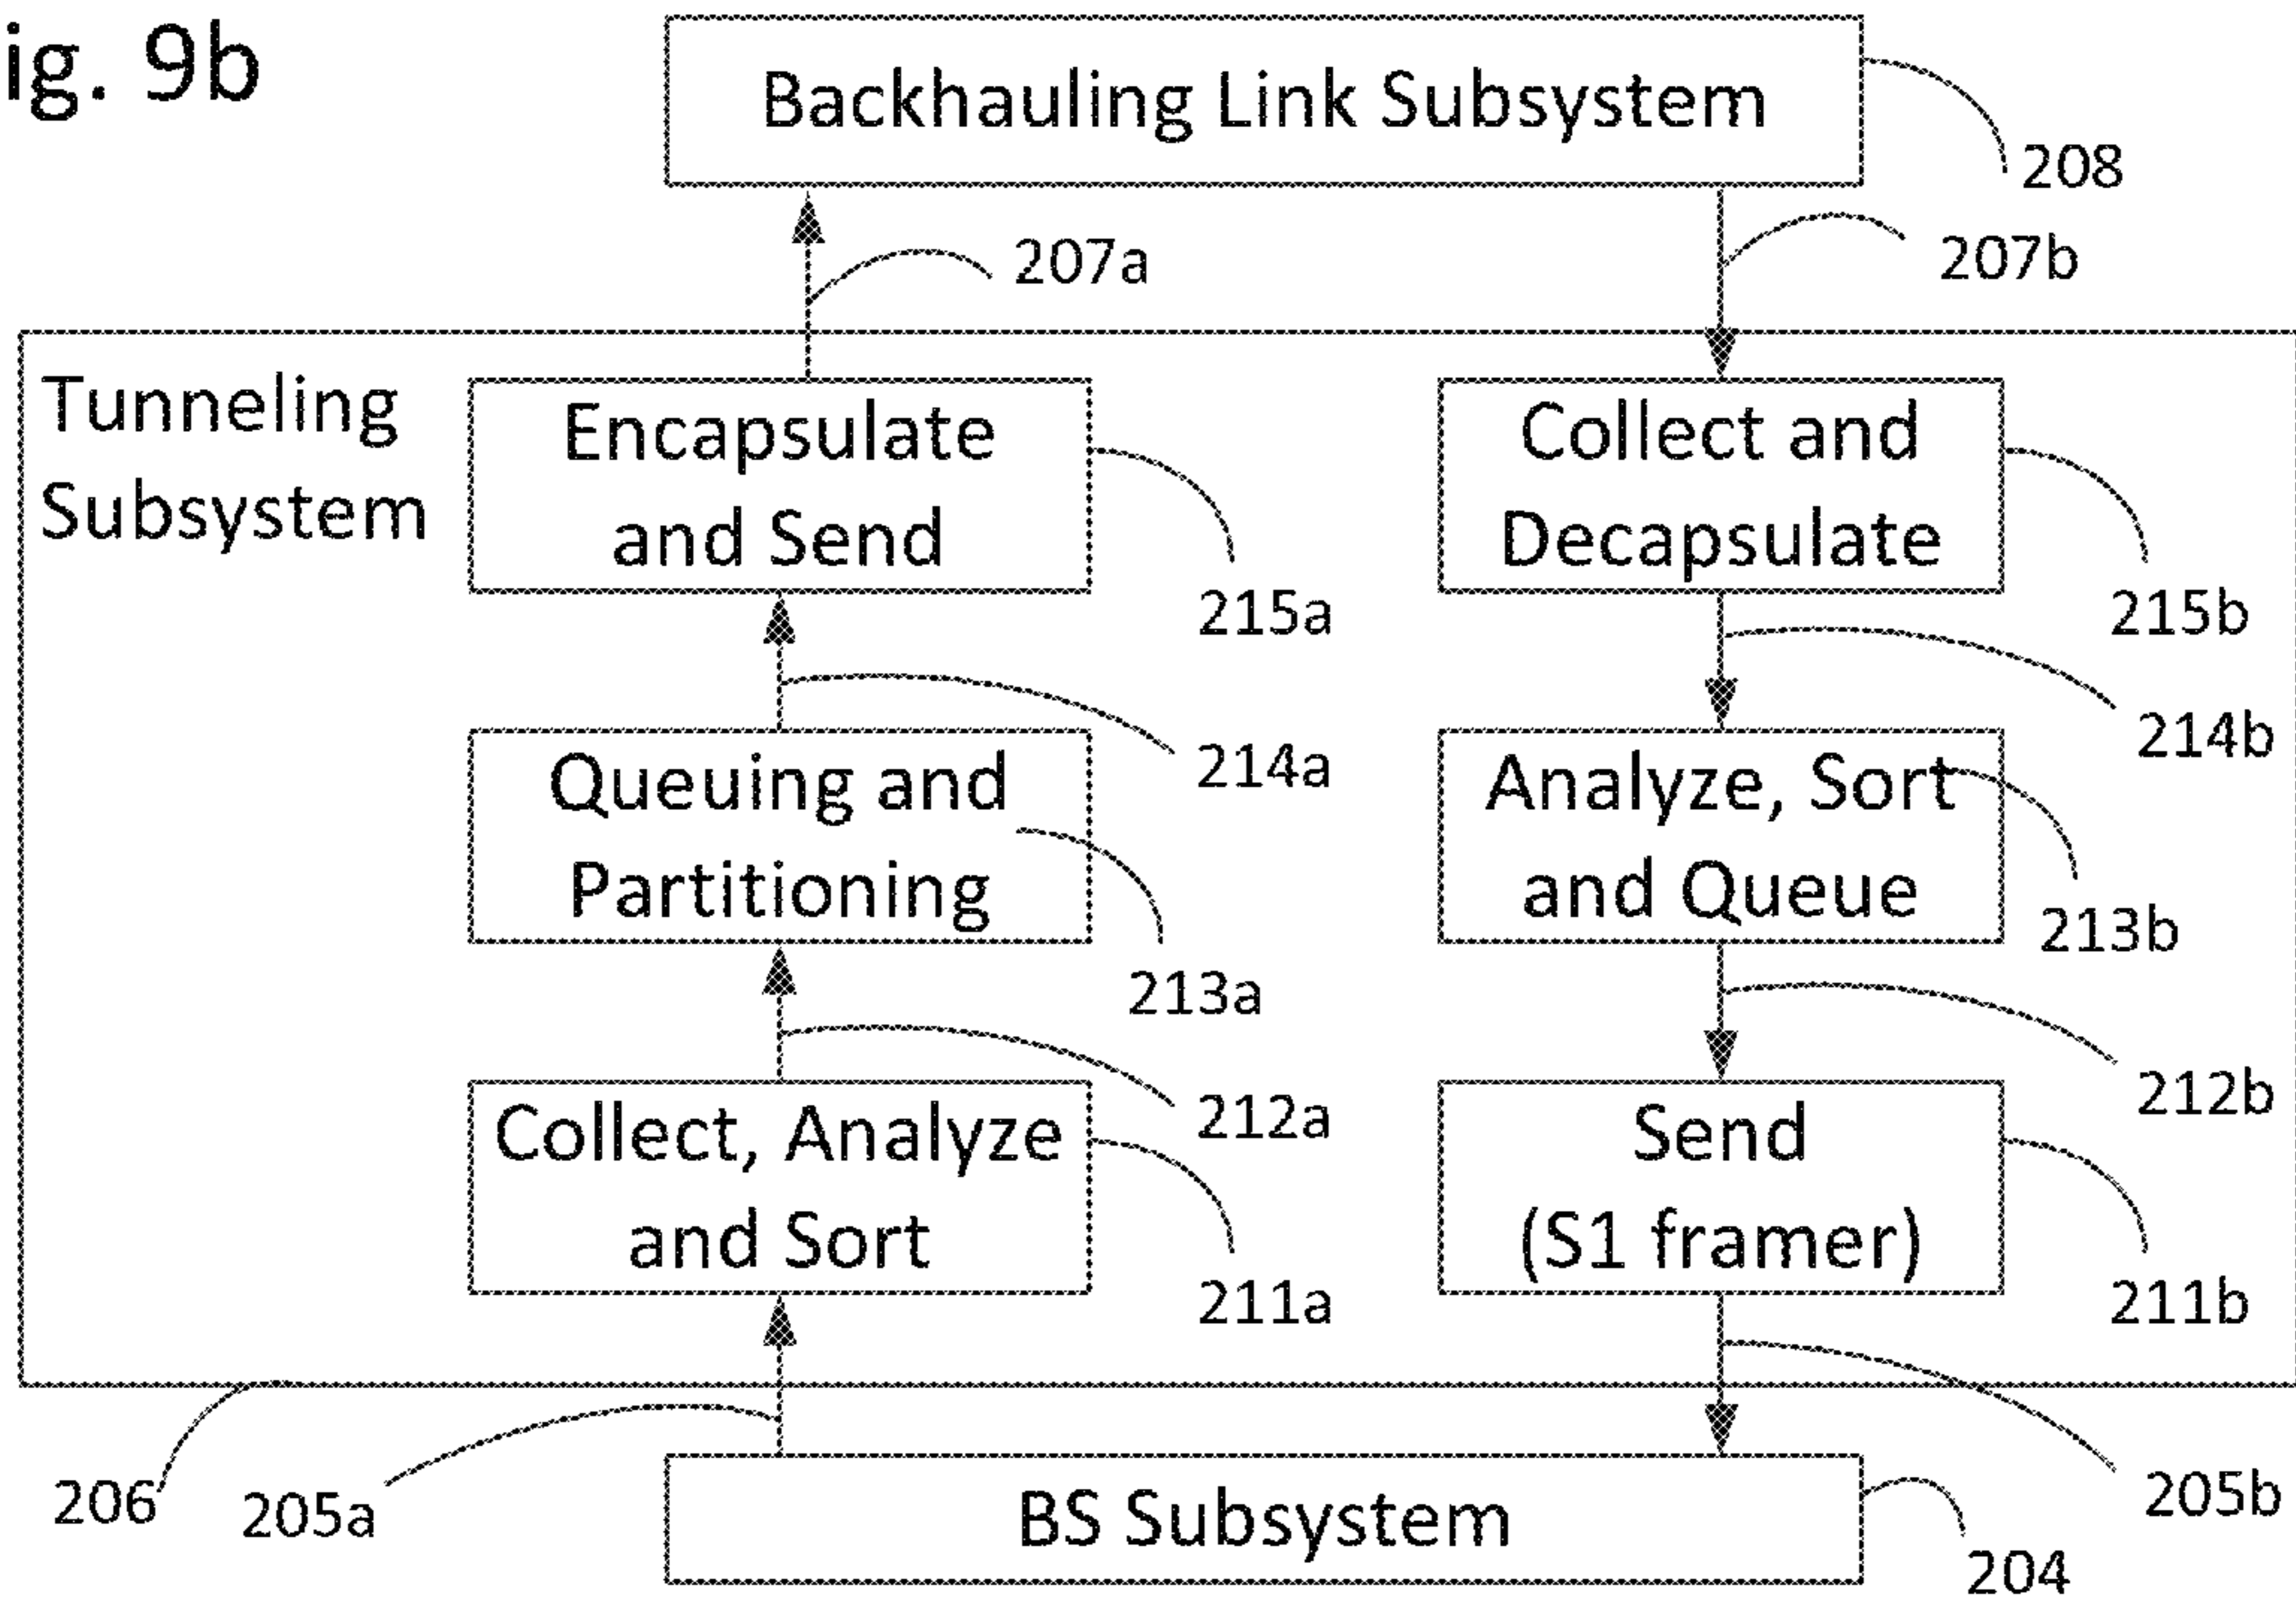 ig. 9b
Backhauling Link Subsystem
208
207a
207b
Tunneling
Subsystem
Encapsulate
and Send
215a
Collect and
Decapsulate
215b
214a
214b
Queuing and
Partitioning
213a
Analyze, Sort
and Queue
213b
212a
212b
Collect, Analyze
and Sort
211a
Send
(S1 framer)
211b
206
205a
205b
BS Subsystem
204